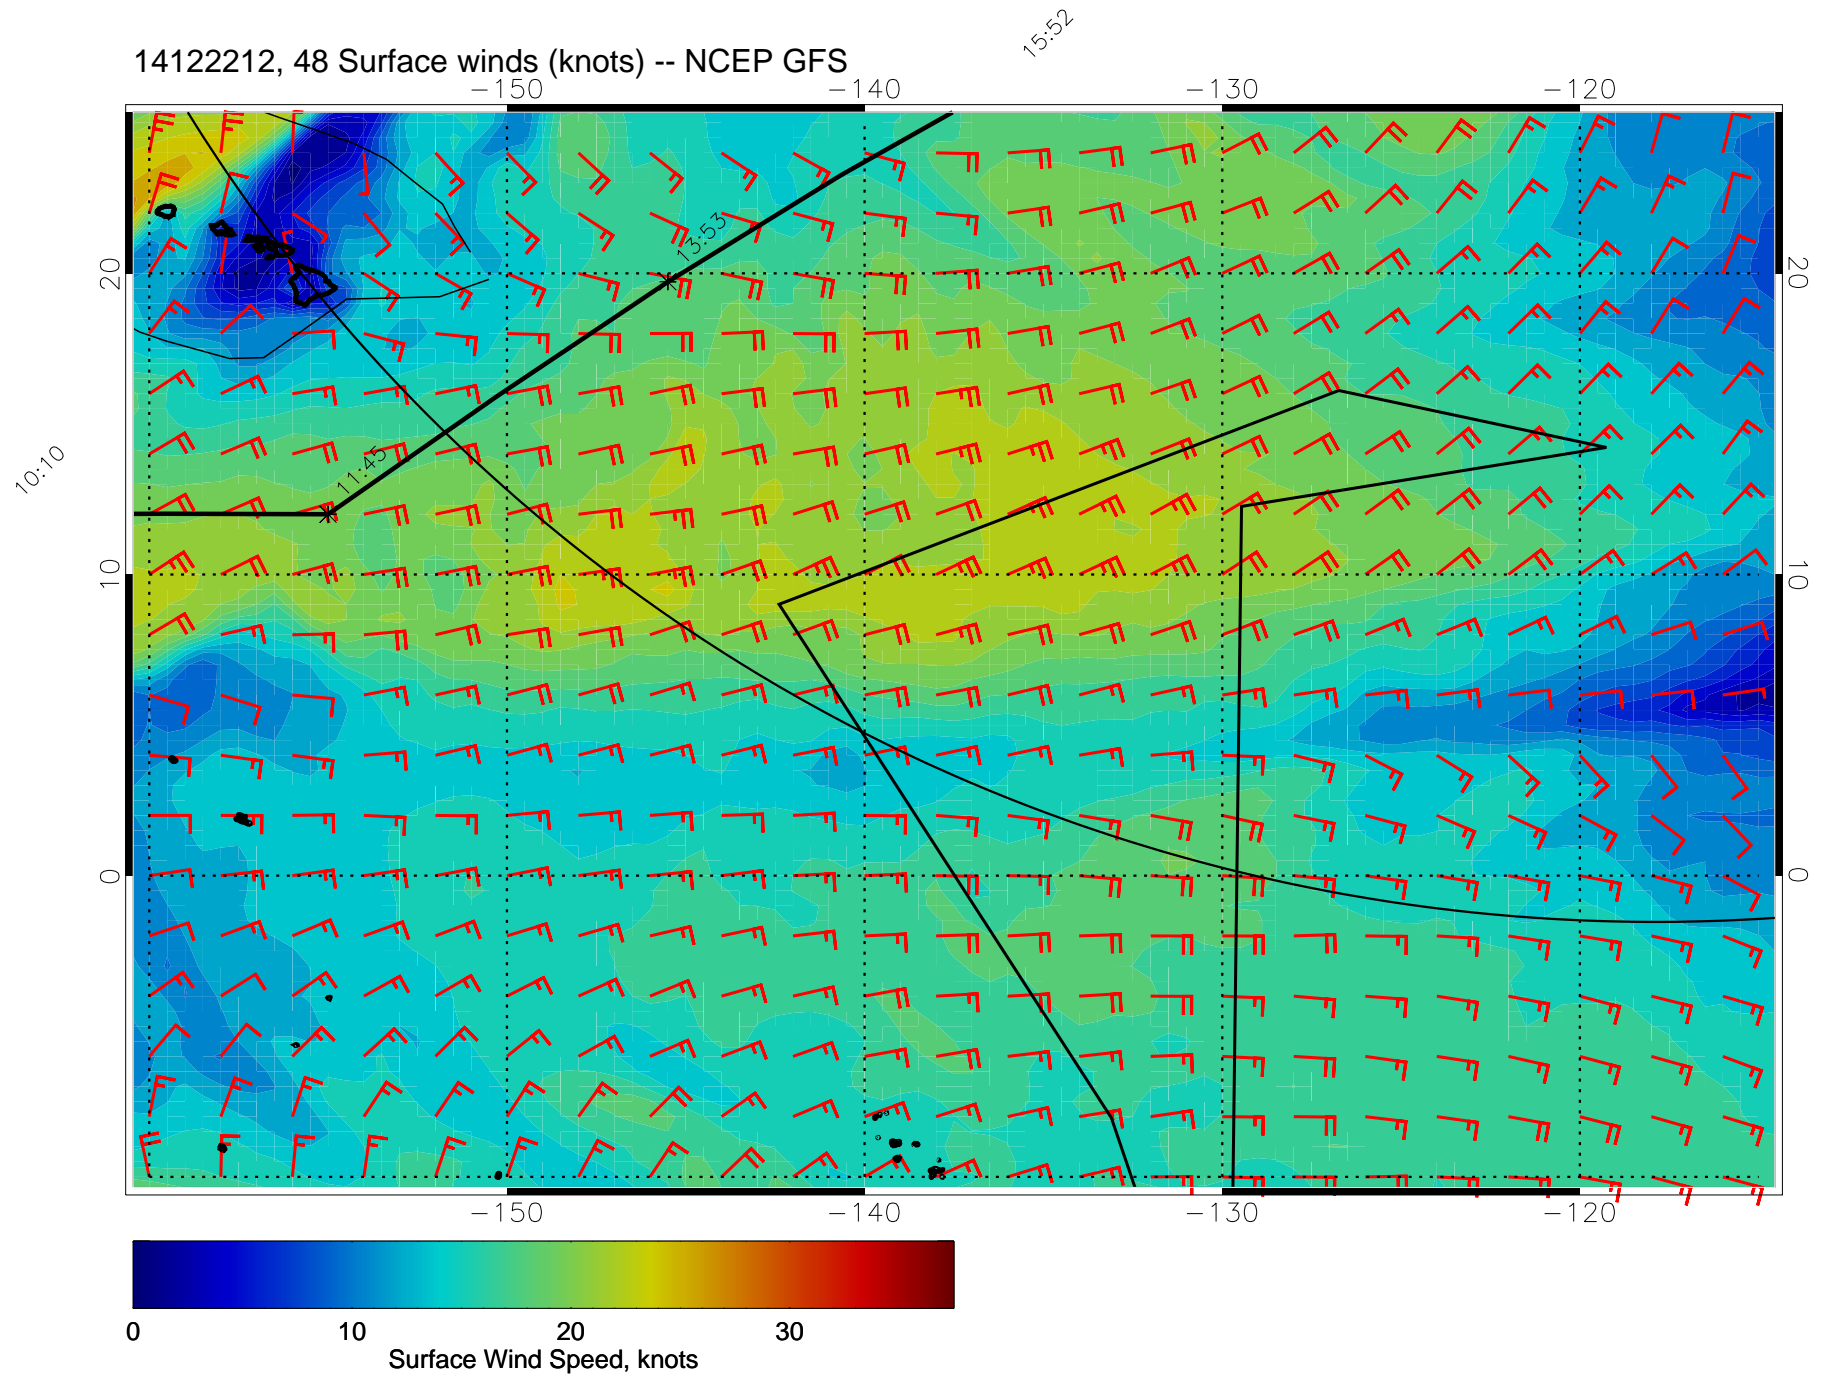 15:52
14122212, 48 Surface winds (knots) -- NCEP GFS
-150 -140 -130 -120
13:53
20 20
11:45
10:10
10 10
0 0
-150 -140 -130 -120
0 10 20 30
Surface Wind Speed, knots